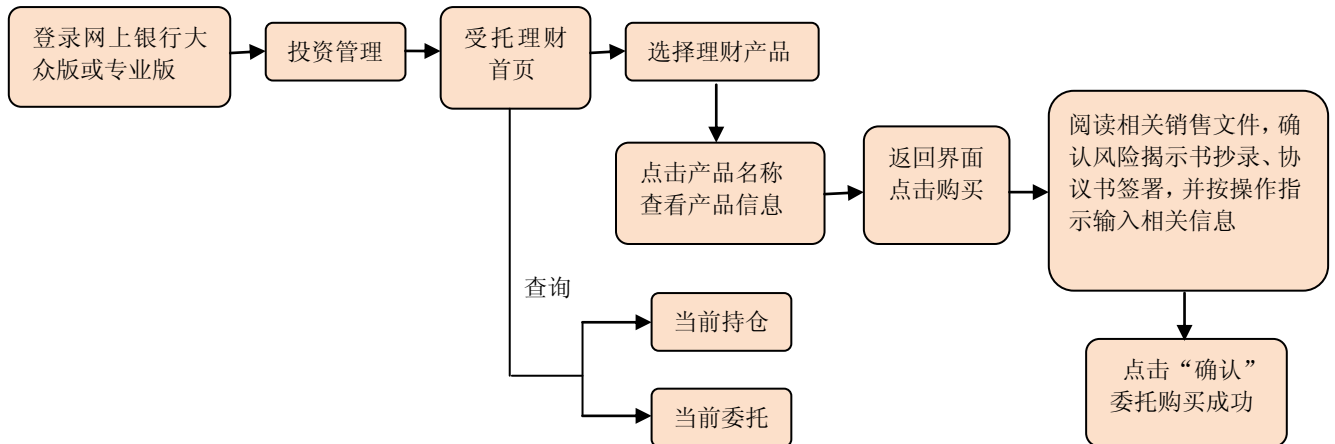 登录网上银行大
众版或专业版
投资管理
受托理财
首页
选择理财产品
点击产品名称
查看产品信息
返回界面
点击购买
阅读相关销售文件，确
认风险揭示书抄录、协
议书签署，并按操作指
示输入相关信息
查询
当前持仓
当前委托
点击“确认”
委托购买成功